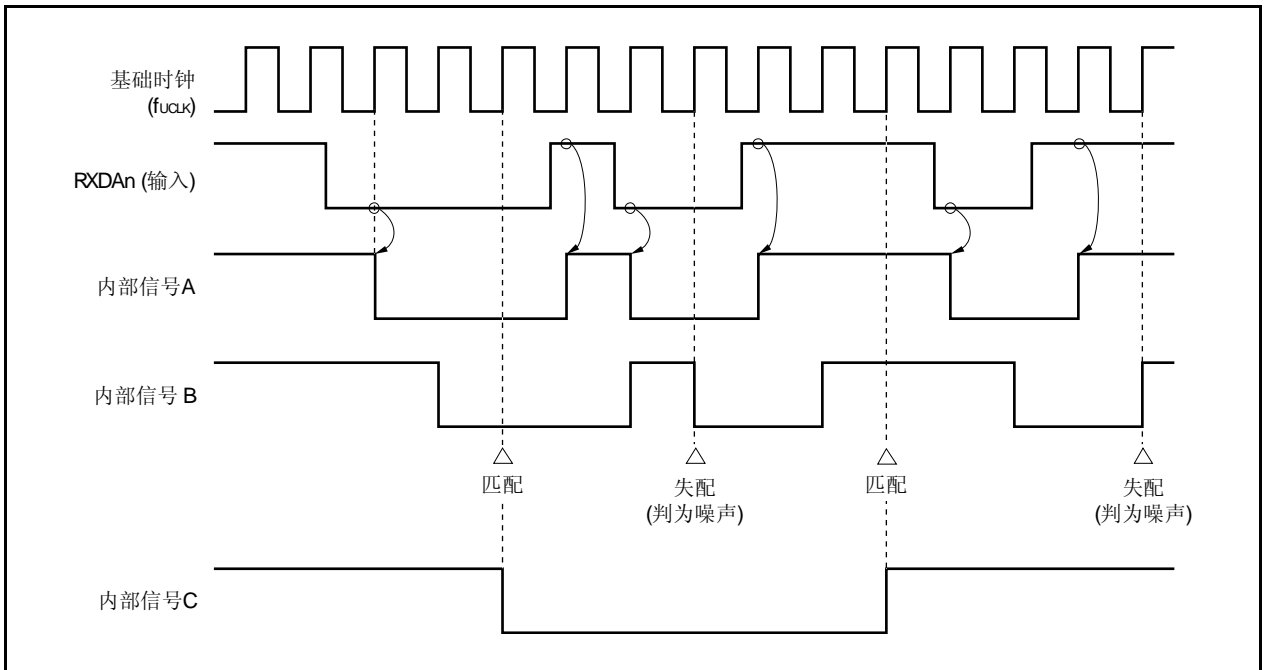 基础时钟
(fUCLK)
RXDAn (输入)
内部信号A
内部信号 B
匹配
失配
(判为噪声)
匹配
失配
(判为噪声)
内部信号C